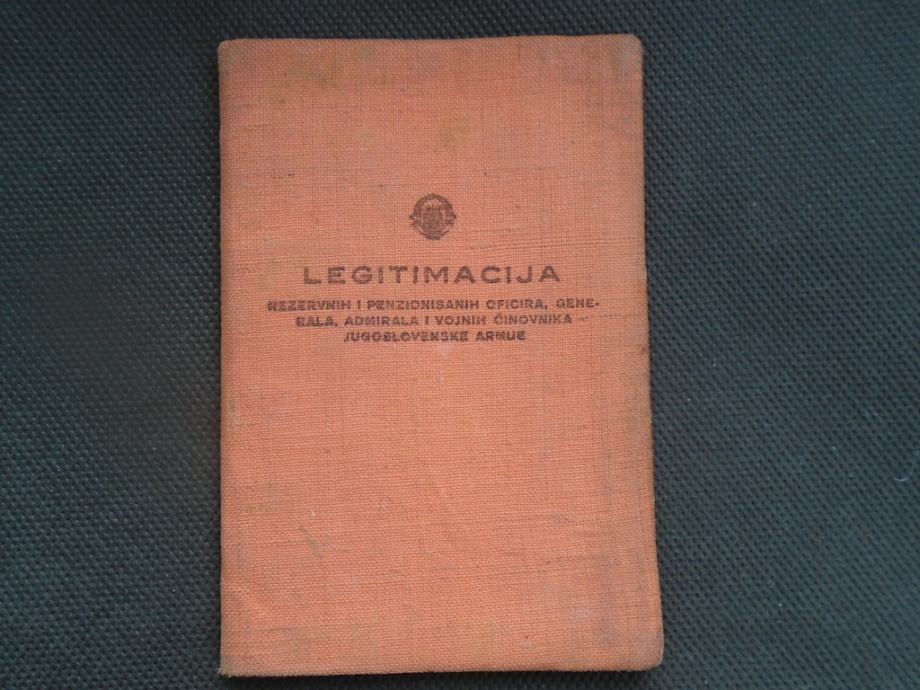 LEGITIMACIJA
REZERVNIH I PENZIONISANIH OFICIRA, GENE-
RALA, ADMIRALA I VOJNIH ČINOVNIKA
JUGOSLOVENSKE ARMIJE